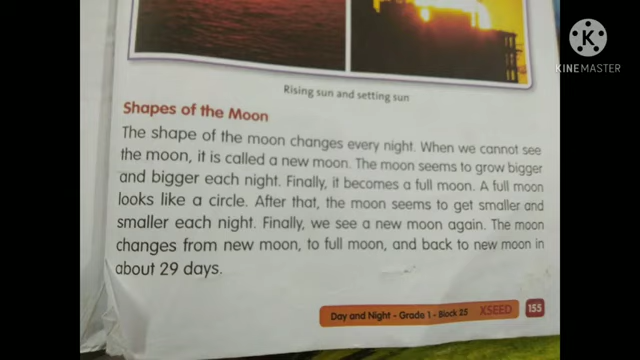 KINEMASTER
Rising sun and setting sun
Shapes of the Moon
The shape of the moon changes every night. When we cannot see
the moon, it is called a new moon. The moon seems to grow bigger
and bigger each night. Finally, it becomes a full moon. A full moon
looks like a circle. After that, the moon seems to get smaller and
smaller each night. Finally, we see a new moon again. The moon
changes from new moon, to full moon, and back to new moon in
about 29 days.
Day and Night - Grade 1 - Block 25 XSEED 155